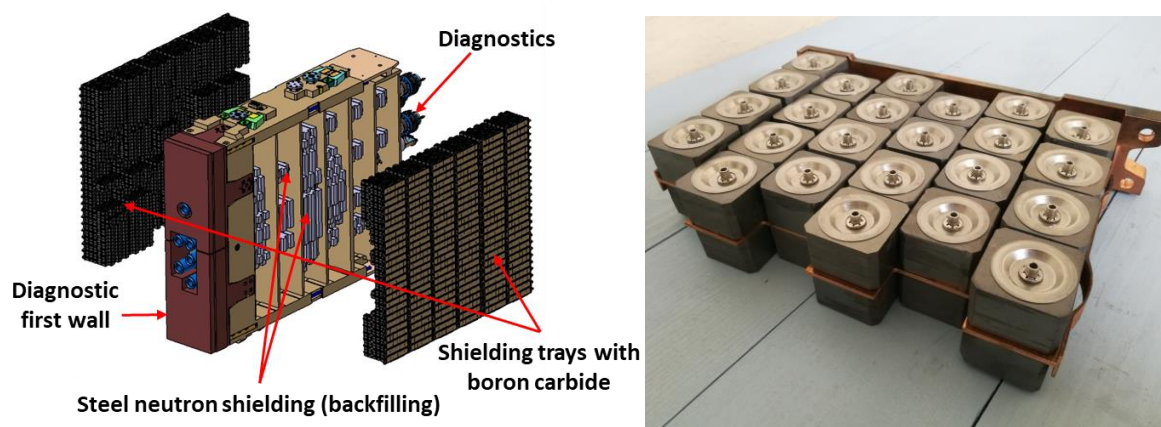 Diagnostics
Diagnostic
first wall
Shielding trays with
boron carbide
Steel neutron shielding (backfilling)